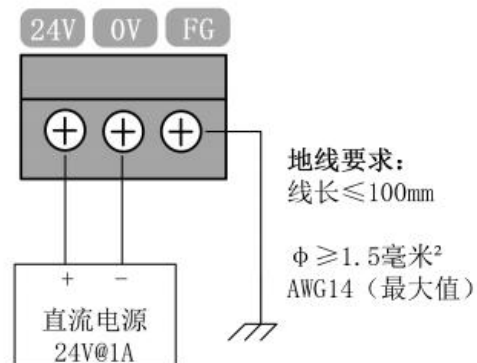 24V 0V FG
地线要求:
线长≤100mm
φ≥1.5毫米²
AWG14（最大值）
+ −
直流电源
24V@1A